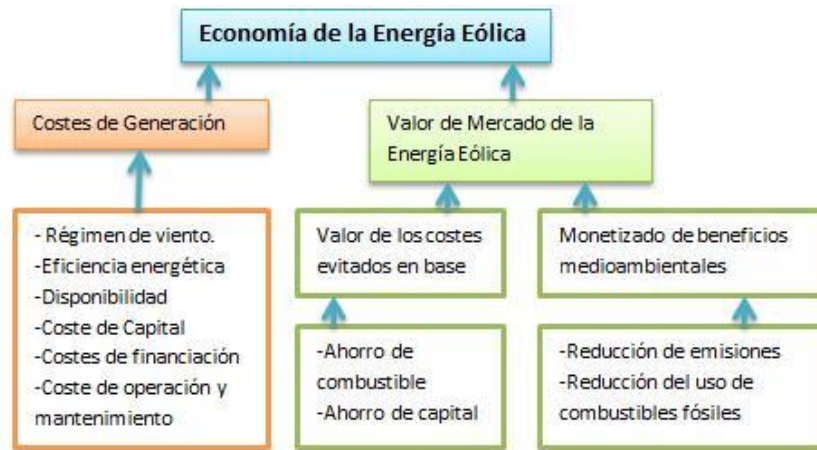 Economía de la Energía Eólica
Costes de Generación
Valor de Mercado de la
Energía Eólica
- Régimen de viento.
-Eficiencia energética
-Disponibilidad
-Coste de Capital
-Costes de financiación
-Coste de operación y
mantenimiento
Valor de los costes
evitados en base
Monetizado de beneficios
medioambientales
-Ahorro de
combustible
-Ahorro de capital
-Reducción de emisiones
-Reducción del uso de
combustibles fósiles